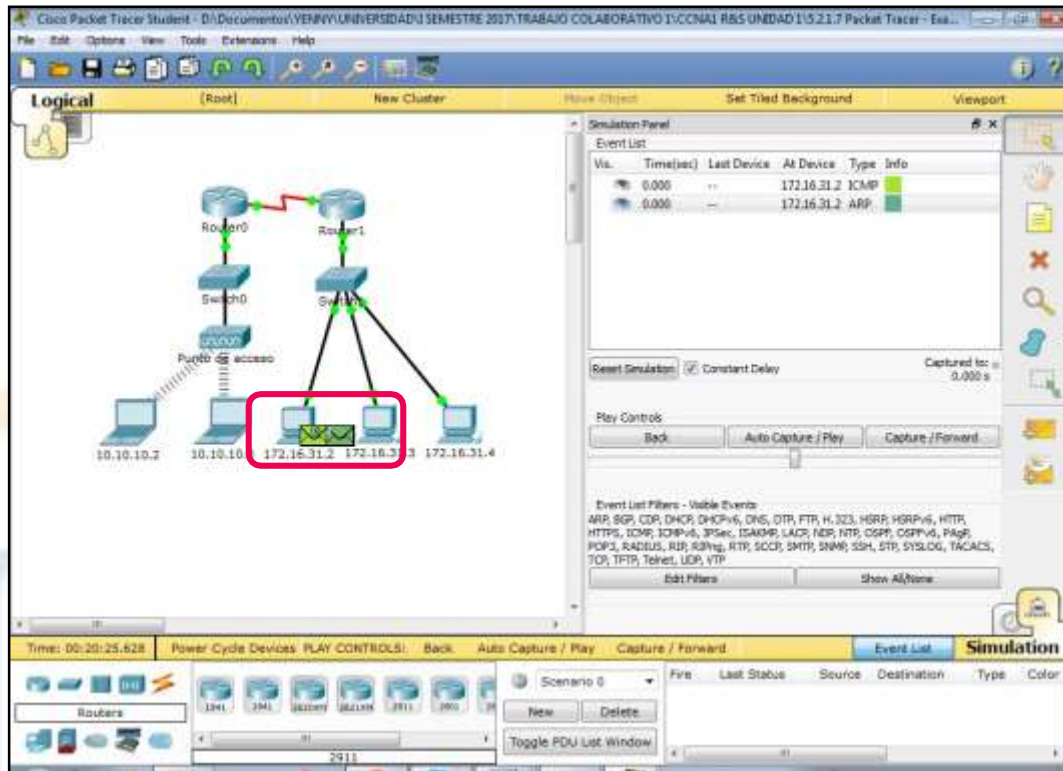 Cisco Packet Tracer Student - D:\Documentos\YENNY\UNIVERSIDAD\I SEMESTRE 2017\TRABAJO COLABORATIVO 1\CCNA1 R&S UNIDAD 1\5.2.1.7 Packet Tracer - Exa...
File Edit Options View Tools Extensions Help
Logical [Root] New Cluster Move Object Set Tiled Background Viewport
Simulation Panel
Event List
Vis. Time(sec) Last Device At Device Type Info
0.000 -- 172.16.31.2 ICMP
0.000 -- 172.16.31.2 ARP
Router0
Router1
Switch0
Punto de acceso
10.10.10.2
172.16.31.2
172.16.31.3
172.16.31.4
Reset Simulation Constant Delay Captured to:
0.000 s
Play Controls
Back Auto Capture / Play Capture / Forward
Event List Filters - Visible Events
ARP, BGP, CDP, DHCP, DHCPv6, DNS, DTP, FTP, H.323, HSRP, HSRPv6, HTTP,
HTTPS, ICMP, ICMPv6, IPSec, ISAKMP, LACP, NDP, NTP, OSPF, OSPFv6, PAgP,
POP3, RADIUS, RIP, RIPng, RTP, SCCP, SMTP, SNMP, SSH, STP, SYSLOG, TACACS,
TCP, TFTP, Telnet, UDP, VTP
Edit Filters Show All/None
Time: 00:20:25.628 Power Cycle Devices PLAY CONTROLS: Back Auto Capture / Play Capture / Forward Event List Simulation
Routers
1841 1941 2620XM 2621XM 2811 2901
2911
Scenario 0
New Delete
Toggle PDU List Window
Fire Last Status Source Destination Type Color